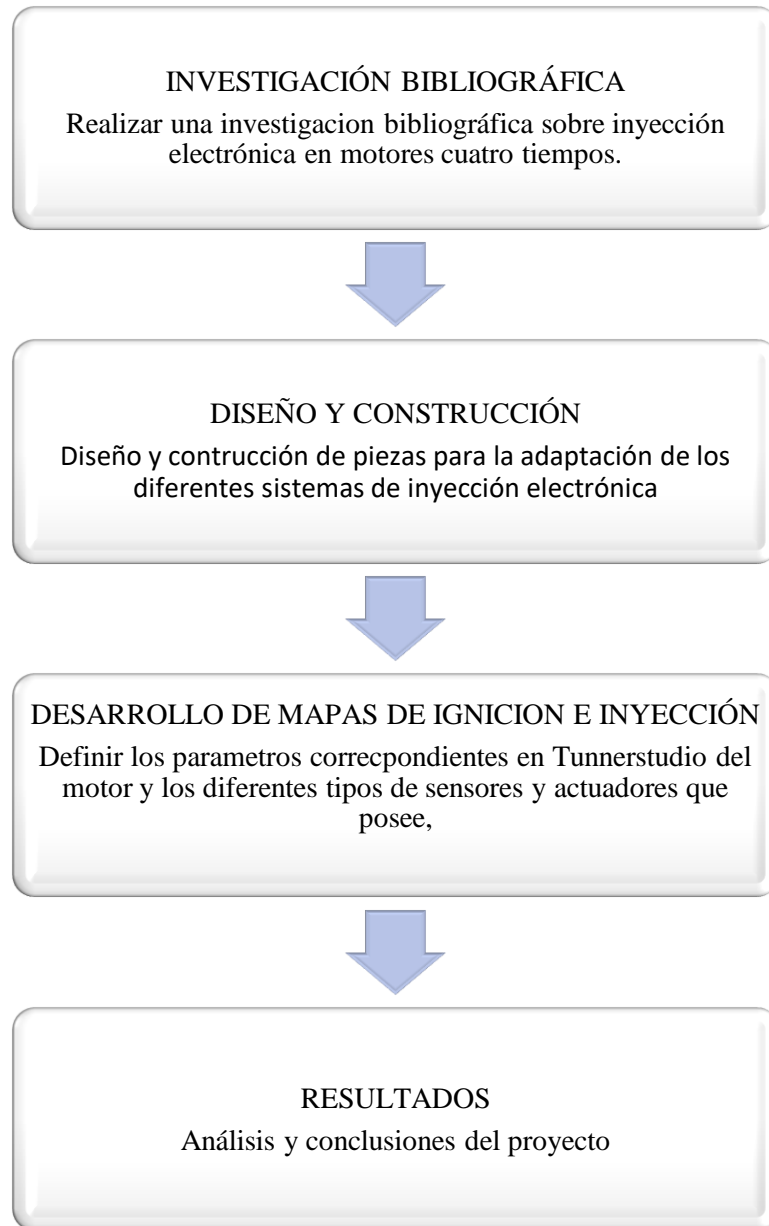 INVESTIGACIÓN BIBLIOGRÁFICA
Realizar una investigacion bibliográfica sobre inyección
electrónica en motores cuatro tiempos.
DISEÑO Y CONSTRUCCIÓN
Diseño y contrucción de piezas para la adaptación de los
diferentes sistemas de inyección electrónica
DESARROLLO DE MAPAS DE IGNICION E INYECCIÓN
Definir los parametros correcpondientes en Tunnerstudio del
motor y los diferentes tipos de sensores y actuadores que
posee,
RESULTADOS
Análisis y conclusiones del proyecto